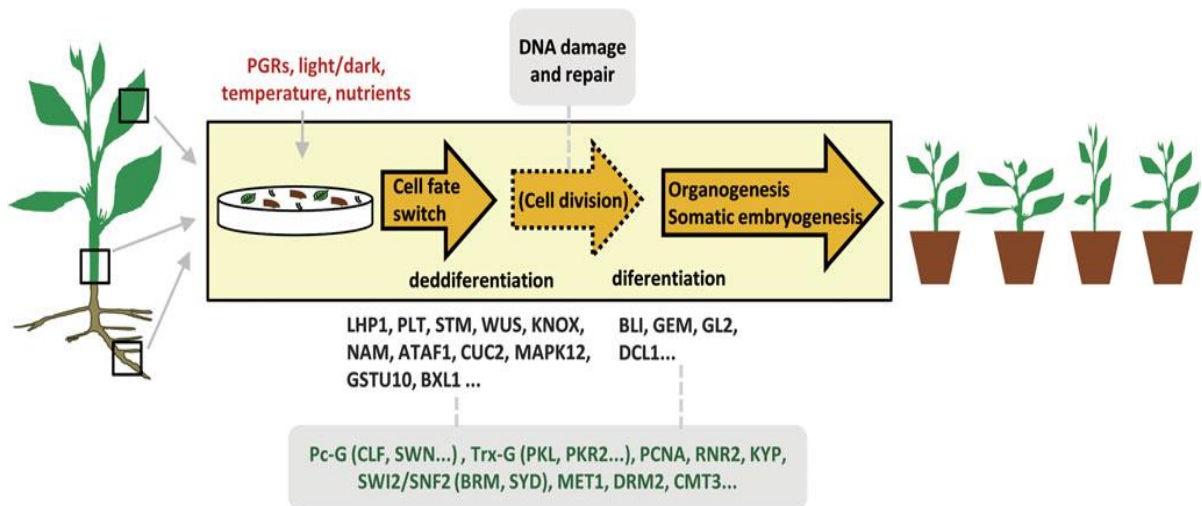 DNA damage
and repair
PGRs, light/dark,
temperature, nutrients
Cell fate
switch
(Cell division)
Organogenesis
Somatic embryogenesis
deddiferentiation
diferentiation
LHP1, PLT, STM, WUS, KNOX,
NAM, ATAF1, CUC2, MAPK12,
GSTU10, BXL1 ...
BLI, GEM, GL2,
DCL1...
Pc-G (CLF, SWN...) , Trx-G (PKL, PKR2...), PCNA, RNR2, KYP,
SWI2/SNF2 (BRM, SYD), MET1, DRM2, CMT3...